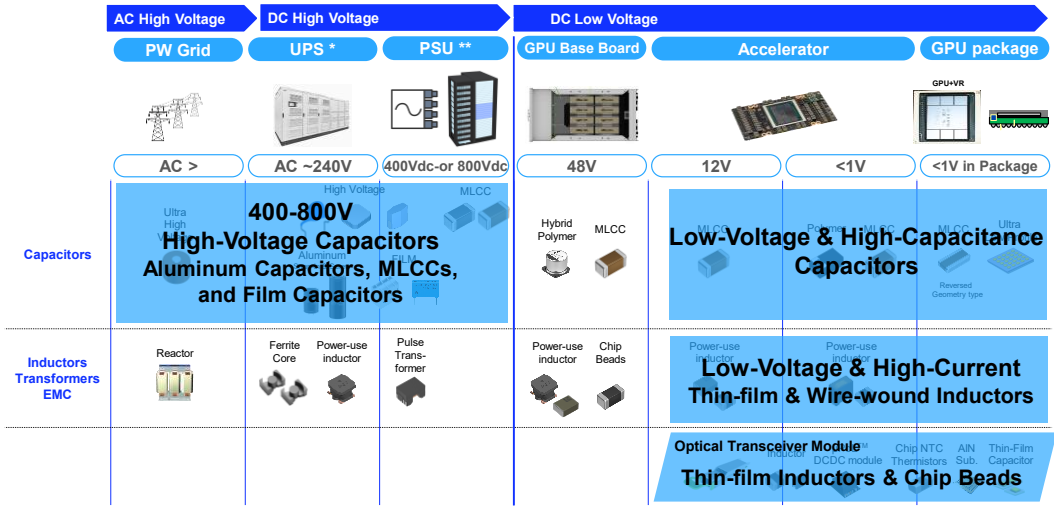 AC High Voltage
DC High Voltage
DC Low Voltage
PW Grid
UPS *
PSU **
GPU Base Board
Accelerator
GPU package
GPU+VR
AC >
AC ~240V
400Vdc-or 800Vdc
48V
12V
<1V
<1V in Package
Capacitors
Ultra
High
High Voltage
MLCC
Aluminum
FILM
400-800V
High-Voltage Capacitors
Aluminum Capacitors, MLCCs,
and Film Capacitors
Hybrid
Polymer
MLCC
MLCC
Polymer
MLCC
MLCC
Ultra
Reversed
Geometry type
Low-Voltage & High-Capacitance
Capacitors
Inductors
Transformers
EMC
Reactor
Ferrite
Core
Power-use
inductor
Pulse
Trans-
former
Power-use
inductor
Chip
Beads
Power-use
inductor
Power-use
inductor
Low-Voltage & High-Current
Thin-film & Wire-wound Inductors
Optical Transceiver Module
Inductor
DCDC module
Chip NTC
Thermistors
AlN
Sub.
Thin-Film
Capacitor
Thin-film Inductors & Chip Beads